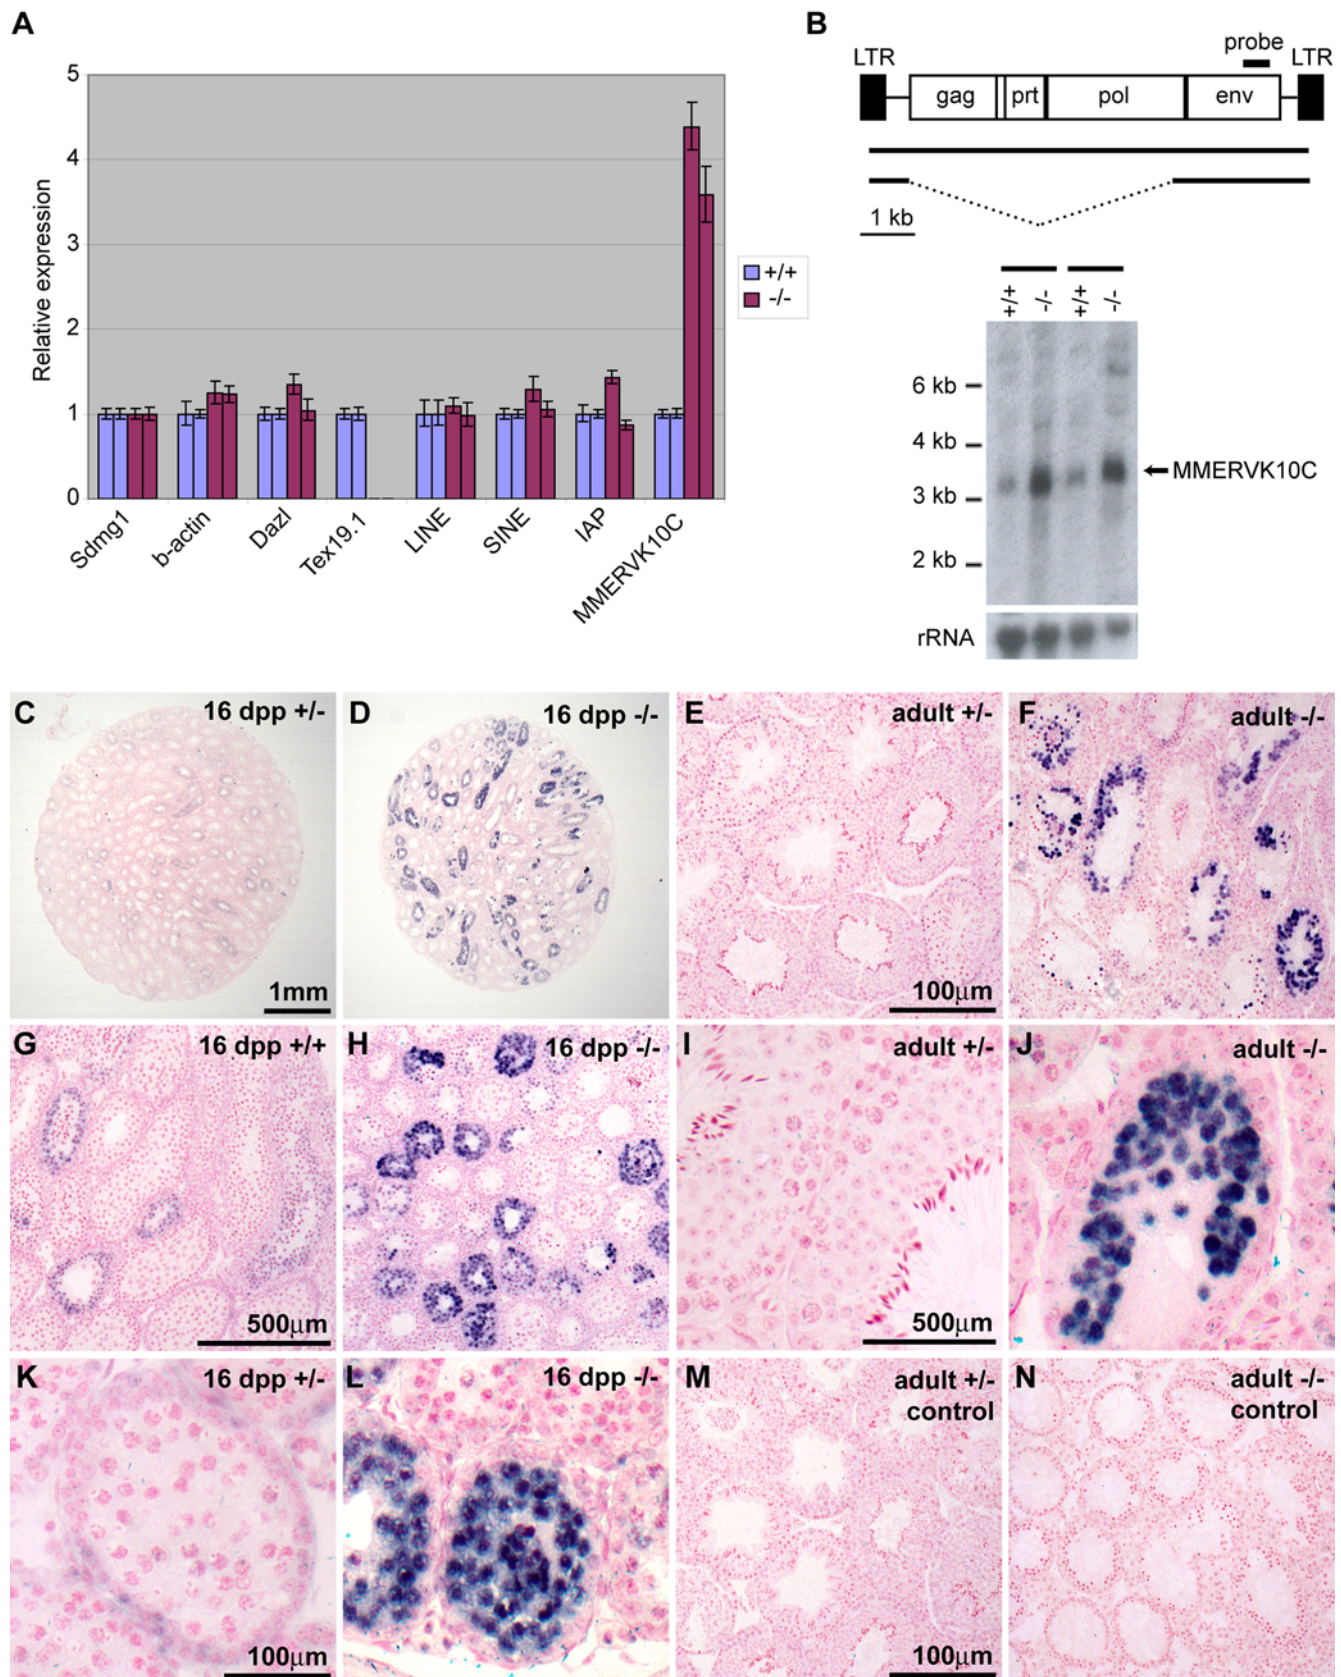 A
5
4
3
2
1
0
Relative expression
+/+
-/-
Sdmg1
b-actin
Dazl
Tex19.1
LINE
SINE
IAP
MMERVK10C
B
probe
LTR
LTR
gag
prt
pol
env
1 kb
+/+
-/-
+/+
-/-
6 kb
4 kb
3 kb
2 kb
MMERVK10C
rRNA
C
16 dpp +/-
1mm
D
16 dpp -/-
E
adult +/-
100μm
F
adult -/-
G
16 dpp +/+
500μm
H
16 dpp -/-
I
adult +/-
500μm
J
adult -/-
K
16 dpp +/-
100μm
L
16 dpp -/-
M
adult +/-
control
100μm
N
adult -/-
control